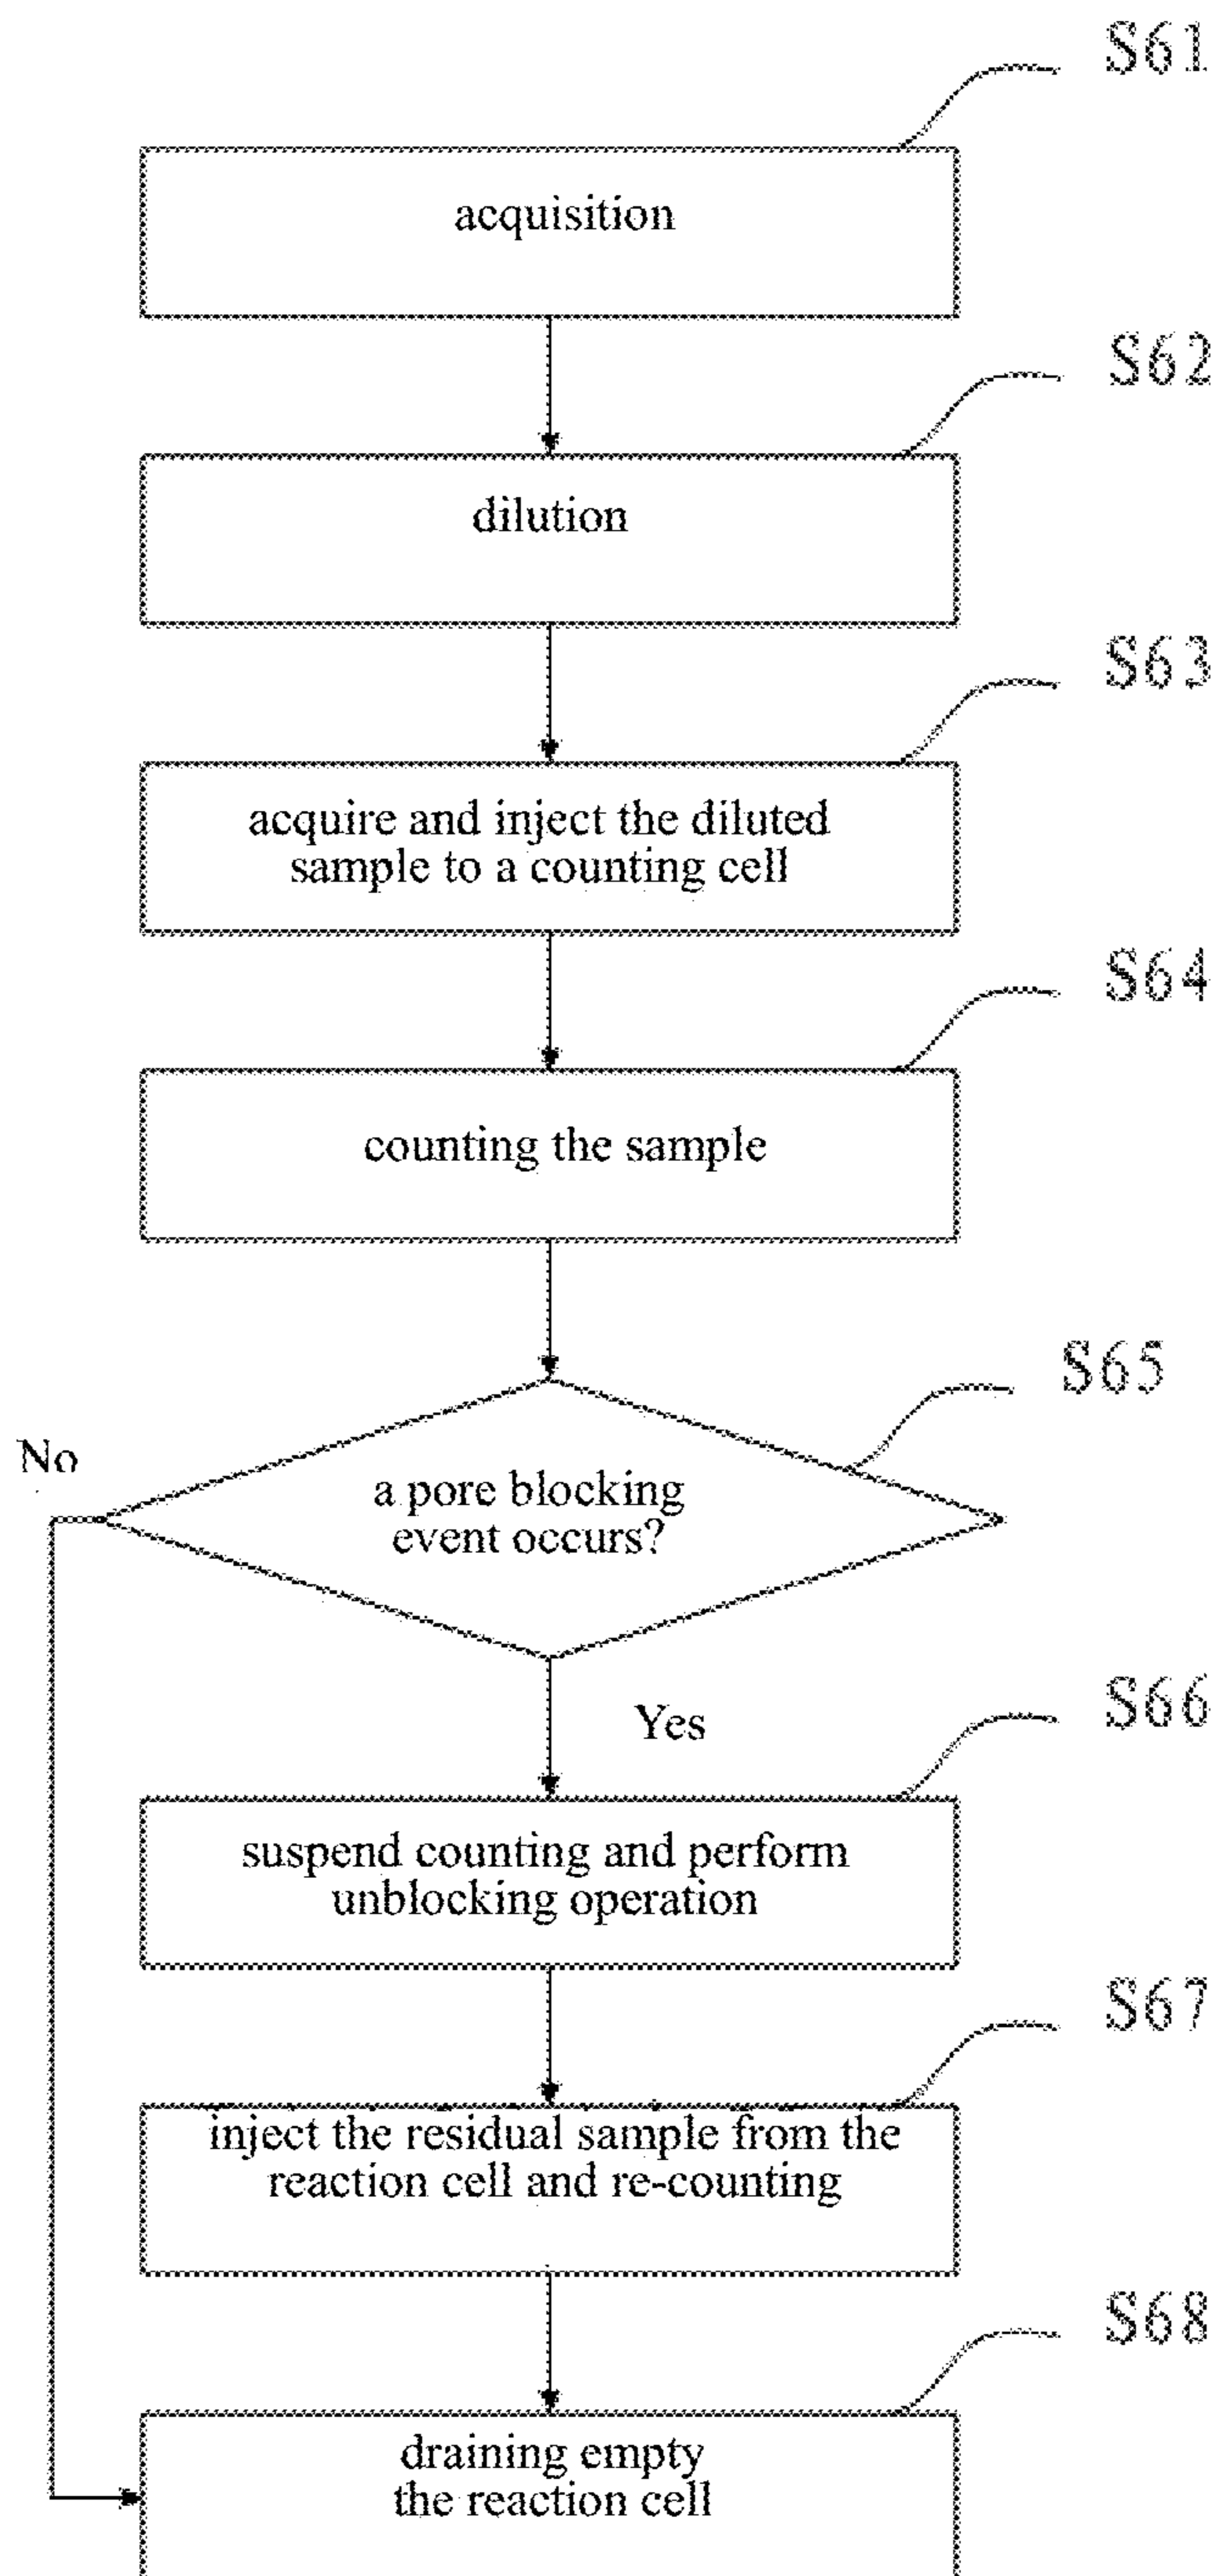 S61
acquisition
S62
dilution
S63
acquire and inject the diluted
sample to a counting cell
S64
counting the sample
S65
No
a pore blocking
event occurs?
Yes
S66
suspend counting and perform
unblocking operation
S67
inject the residual sample from the
reaction cell and re-counting
S68
draining empty
the reaction cell